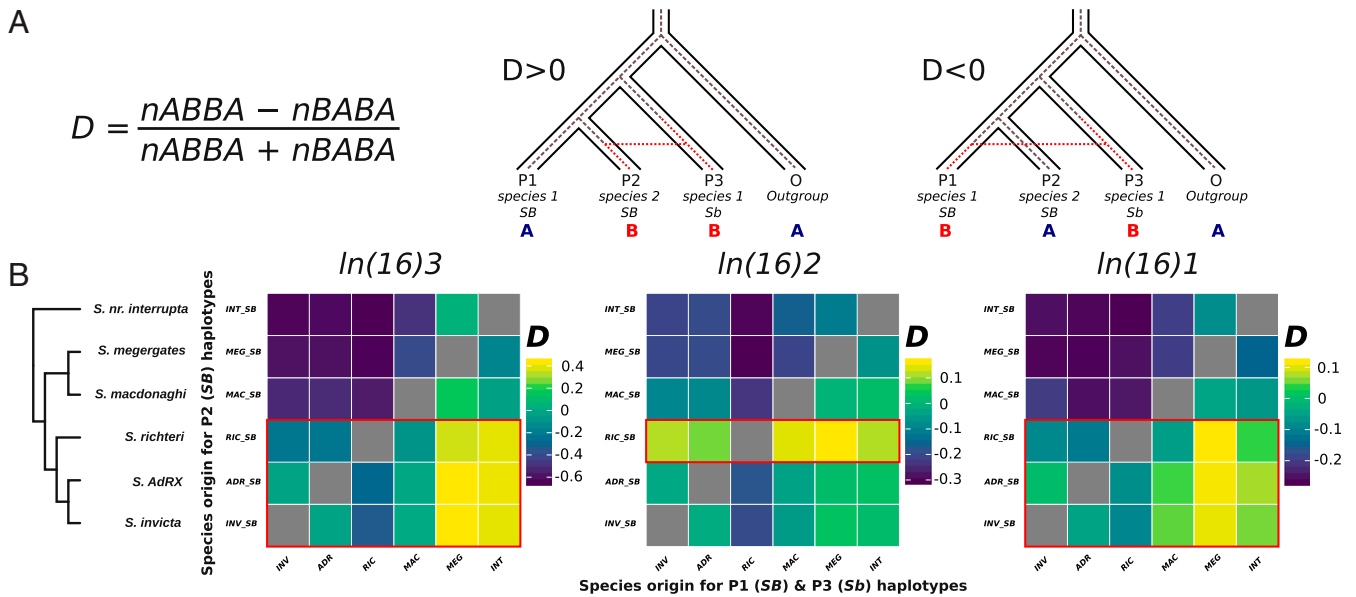 A
D = nABBA − nBABA
nABBA + nBABA
D>0
P1 P2 P3 O
species 1 species 2 species 1 Outgroup
SB SB Sb
A B B A
D<0
P1 P2 P3 O
species 1 species 2 species 1 Outgroup
SB SB Sb
B A B A
B
S. nr. interrupta
S. megergates
S. macdonaghi
S. richteri
S. AdRX
S. invicta
Species origin for P2 (SB) haplotypes
In(16)3
INT_SB
MEG_SB
MAC_SB
RIC_SB
ADR_SB
INV_SB
INV ADR RIC MAC MEG INT
D
0.4
0.2
0
-0.2
-0.4
-0.6
In(16)2
INT_SB
MEG_SB
MAC_SB
RIC_SB
ADR_SB
INV_SB
INV ADR RIC MAC MEG INT
D
0.1
0
-0.1
-0.2
-0.3
In(16)1
INT_SB
MEG_SB
MAC_SB
RIC_SB
ADR_SB
INV_SB
INV ADR RIC MAC MEG INT
D
0.1
0
-0.1
-0.2
Species origin for P1 (SB) & P3 (Sb) haplotypes